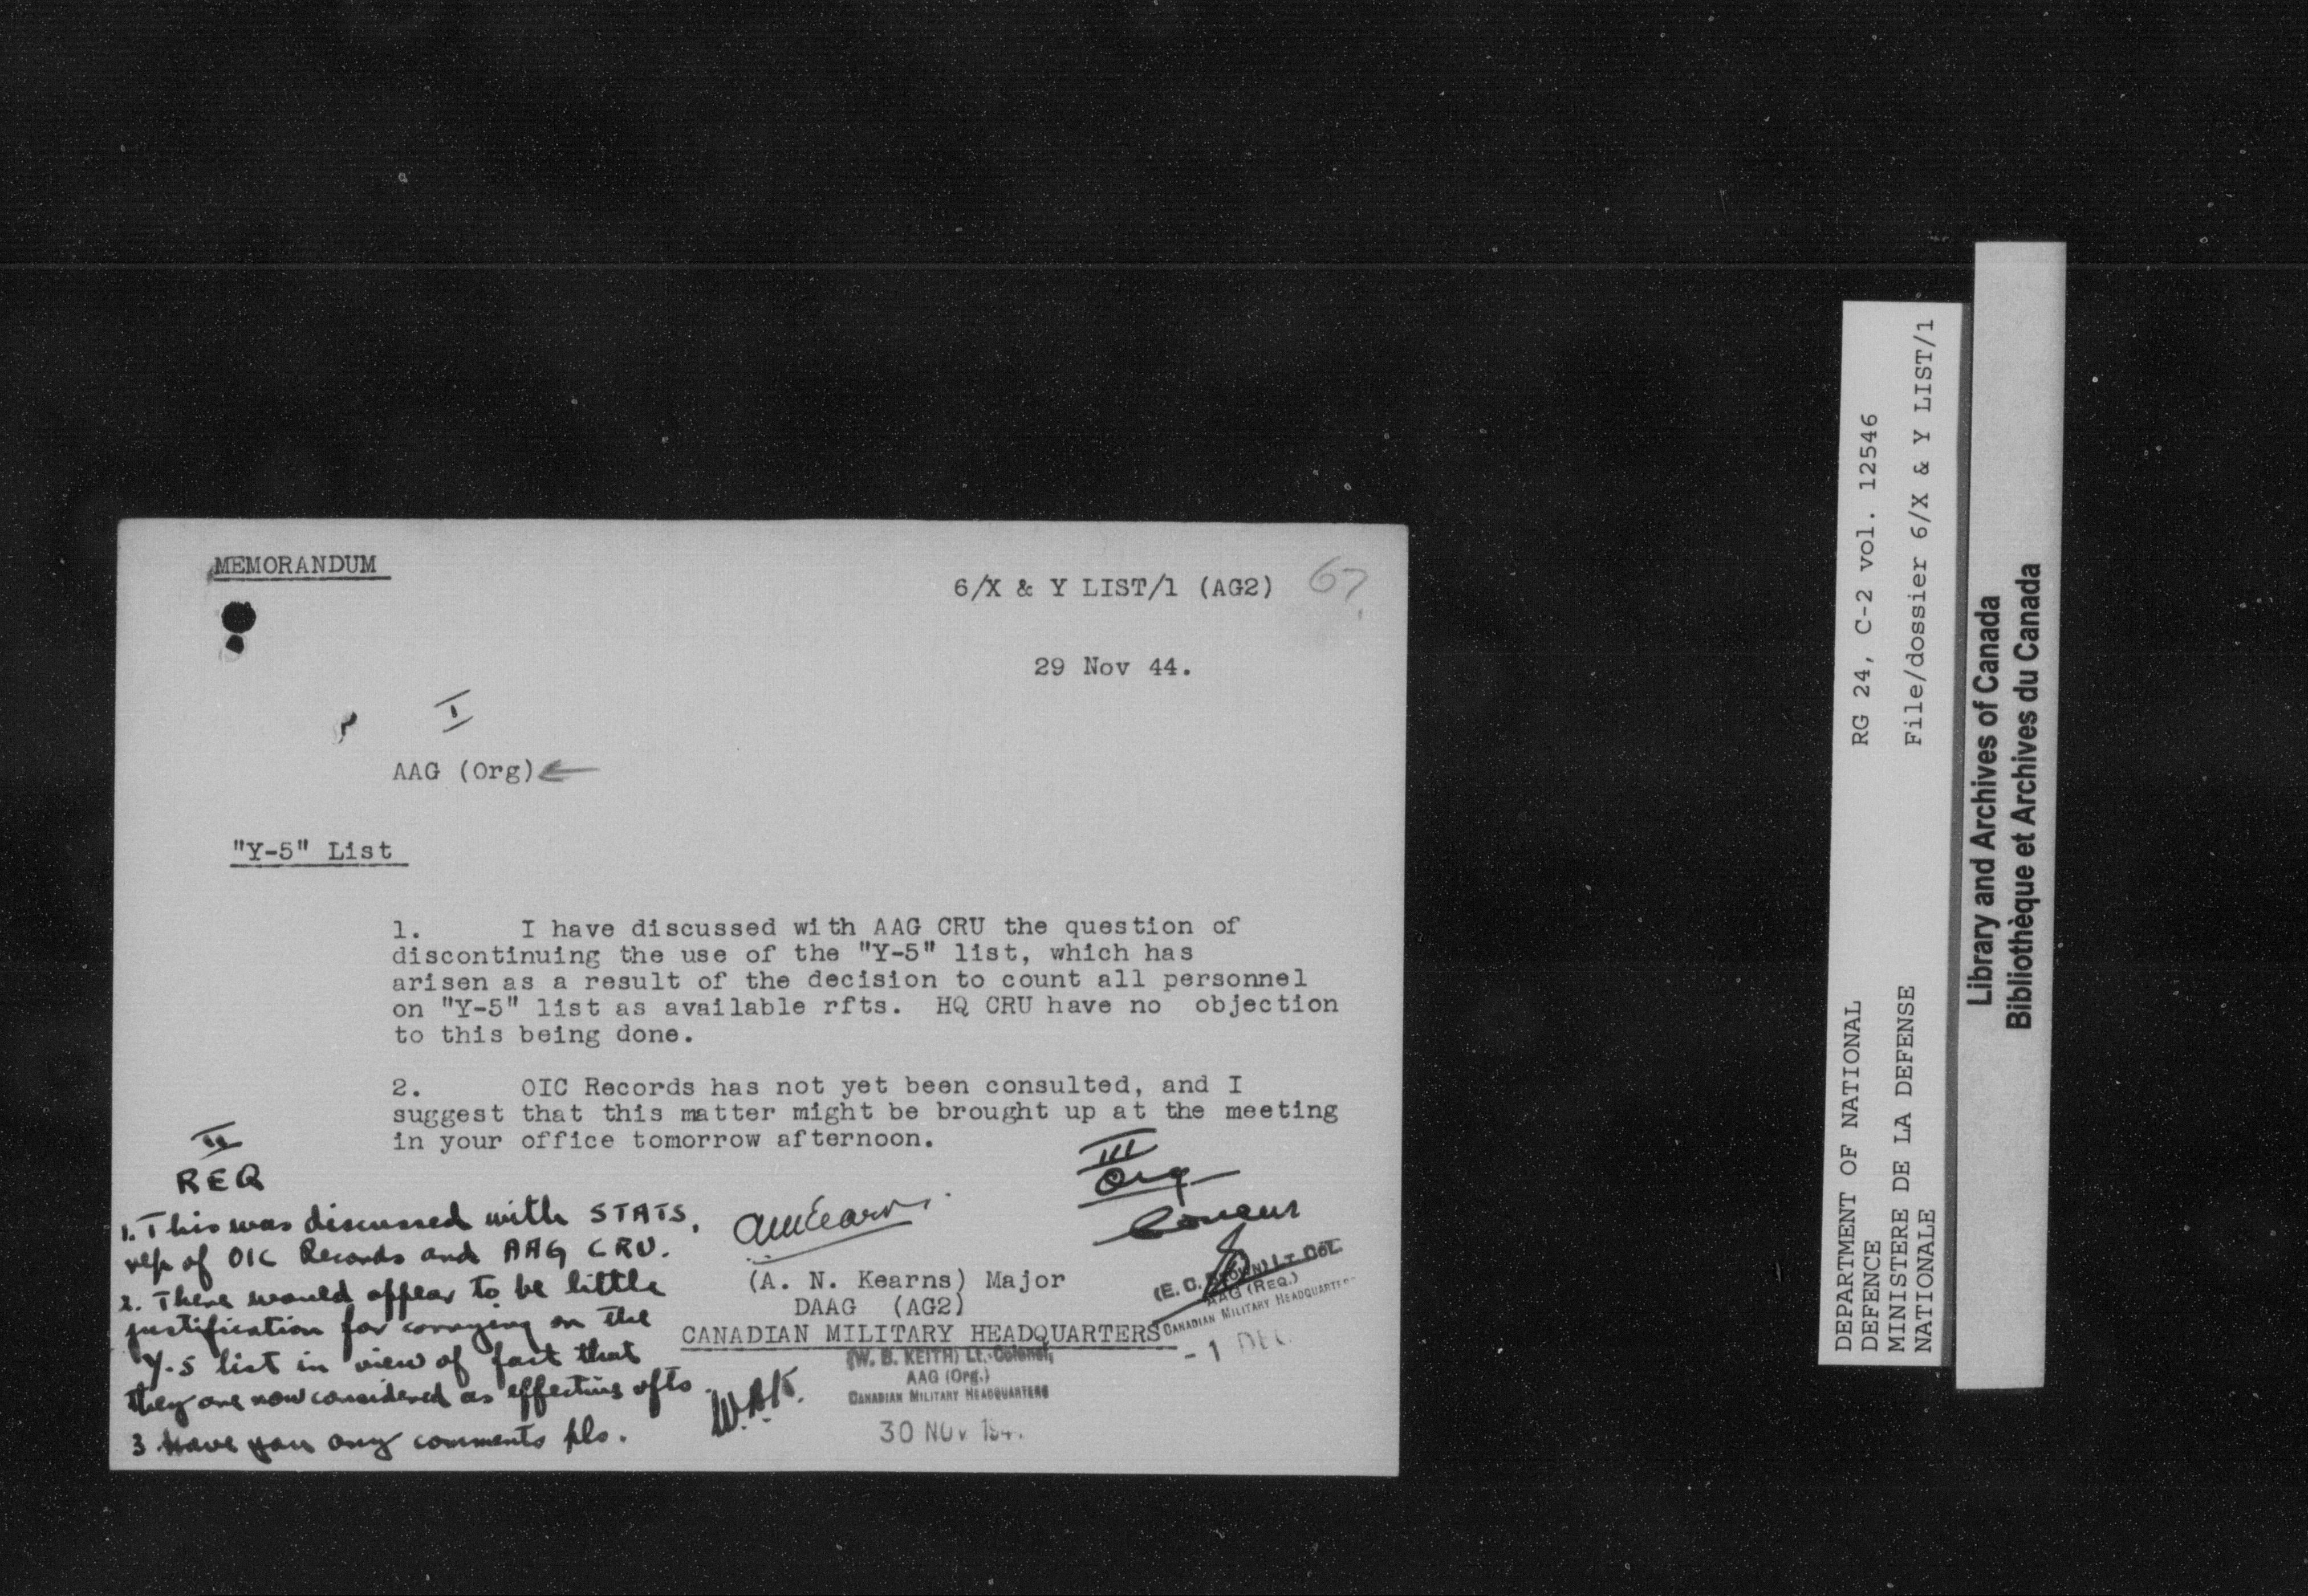 MEMORANDUM
6/X & Y LIST/1 (AG2)
67
29 Nov 44.
I
AAG (Org)
"Y-5" List
1. I have discussed with AAG CRU the question of
discontinuing the use of the "Y-5" list, which has
arisen as a result of the decision to count all personnel
on "Y-5" list as available rfts. HQ CRU have no objection
to this being done.
2. OIC Records has not yet been consulted, and I
suggest that this matter might be brought up at the meeting
in your office tomorrow afternoon.
II
REQ
1. This was discussed with STATS,
rep of OIC Records and AAG CRU.
2. There would appear to be little
justification for carrying on the
Y-5 list in view of fact that
they are now considered as effective rfts.
3 Have you any comments pls.
W.B.K.
ANKearns
(A. N. Kearns) Major
DAAG (AG2)
CANADIAN MILITARY HEADQUARTERS
(W. B. KEITH) Lt.-Colonel,
AAG (Org.)
CANADIAN MILITARY HEADQUARTERS
30 NOV 194
III
Org
Concur
(E. C. BROWN) LT-COL.
AAG (REQ.)
CANADIAN MILITARY HEADQUARTERS
-1 DEC
DEPARTMENT OF NATIONAL
DEFENCE
MINISTERE DE LA DEFENSE
NATIONALE
RG 24, C-2 vol. 12546
File/dossier 6/X & Y LIST/1
Library and Archives of Canada
Bibliothèque et Archives du Canada